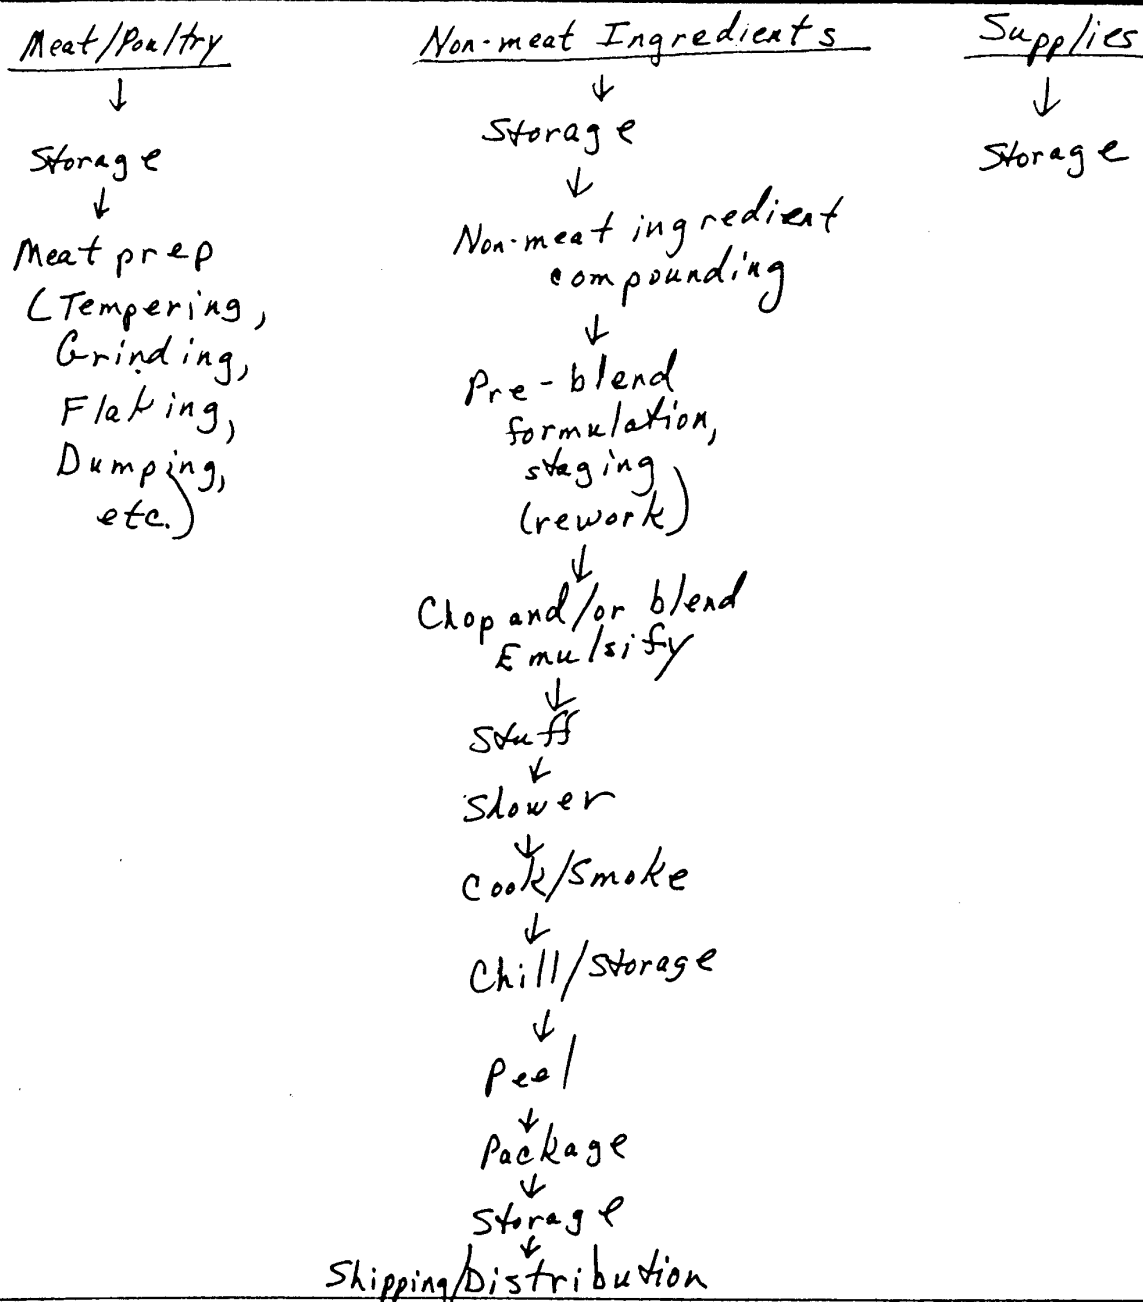 Meat/Poultry
↓
Storage
↓
Meat prep
(Tempering,
Grinding,
Flaking,
Dumping,
etc.)
Non-meat Ingredients
↓
Storage
↓
Non-meat ingredient
compounding
↓
Pre-blend
formulation,
staging
(rework)
↓
Chop and/or blend
Emulsify
↓
Stuff
↓
Shower
↓
Cook/Smoke
↓
Chill/Storage
↓
Peel
↓
Package
↓
Storage
↓
Shipping/Distribution
Supplies
↓
Storage